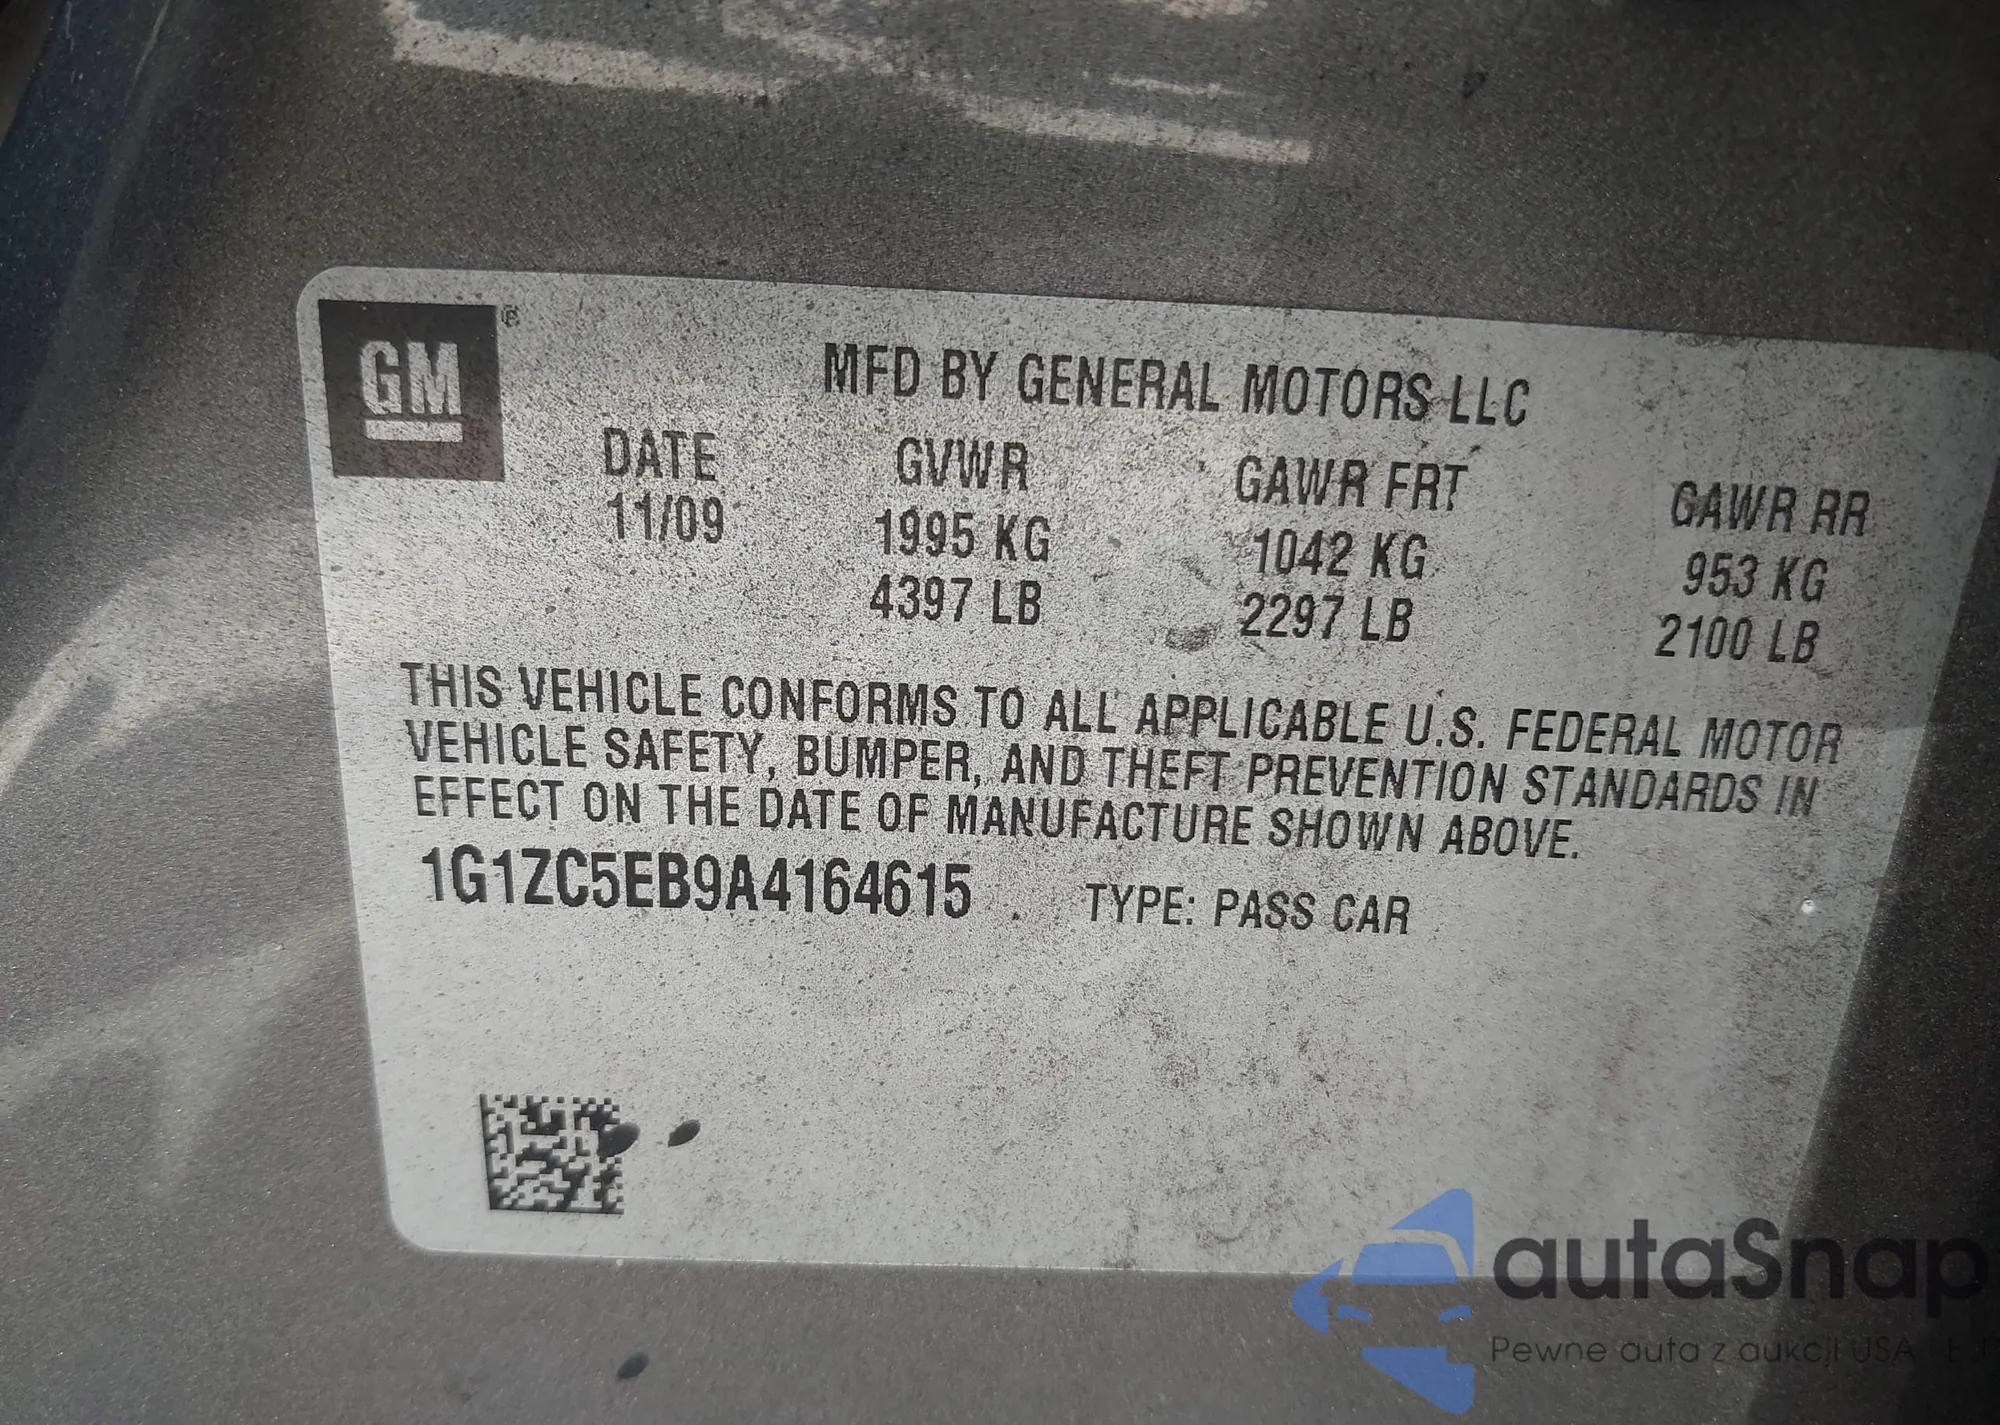 GM®
MFD BY GENERAL MOTORS LLC
DATE GVWR GAWR FRT GAWR RR
11/09 1995 KG 1042 KG 953 KG
4397 LB 2297 LB 2100 LB
THIS VEHICLE CONFORMS TO ALL APPLICABLE U.S. FEDERAL MOTOR
VEHICLE SAFETY, BUMPER, AND THEFT PREVENTION STANDARDS IN
EFFECT ON THE DATE OF MANUFACTURE SHOWN ABOVE.
1G1ZC5EB9A4164615 TYPE: PASS CAR
autaSnap
Pewne auta z aukcji USA i EU